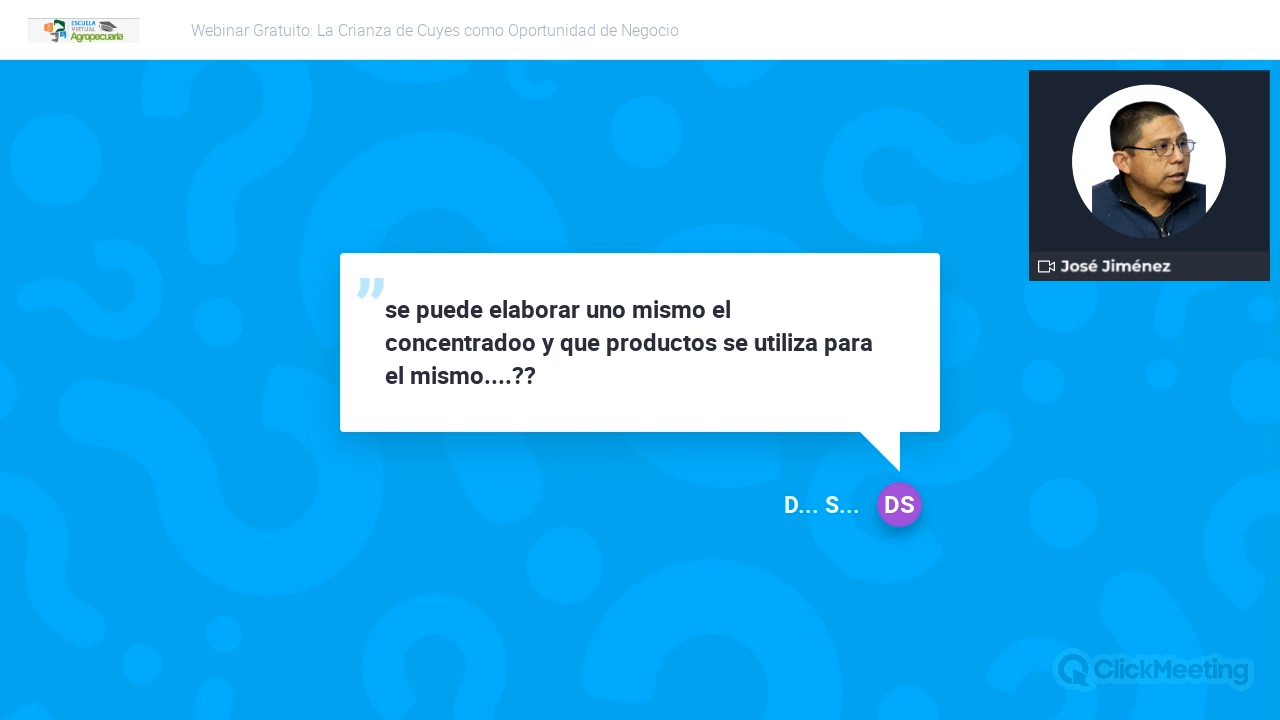 ESCUELA
VIRTUAL
Agropecuaria
Webinar Gratuito: La Crianza de Cuyes como Oportunidad de Negocio
José Jiménez
se puede elaborar uno mismo el
concentradoo y que productos se utiliza para
el mismo....??
D... S... DS
ClickMeeting